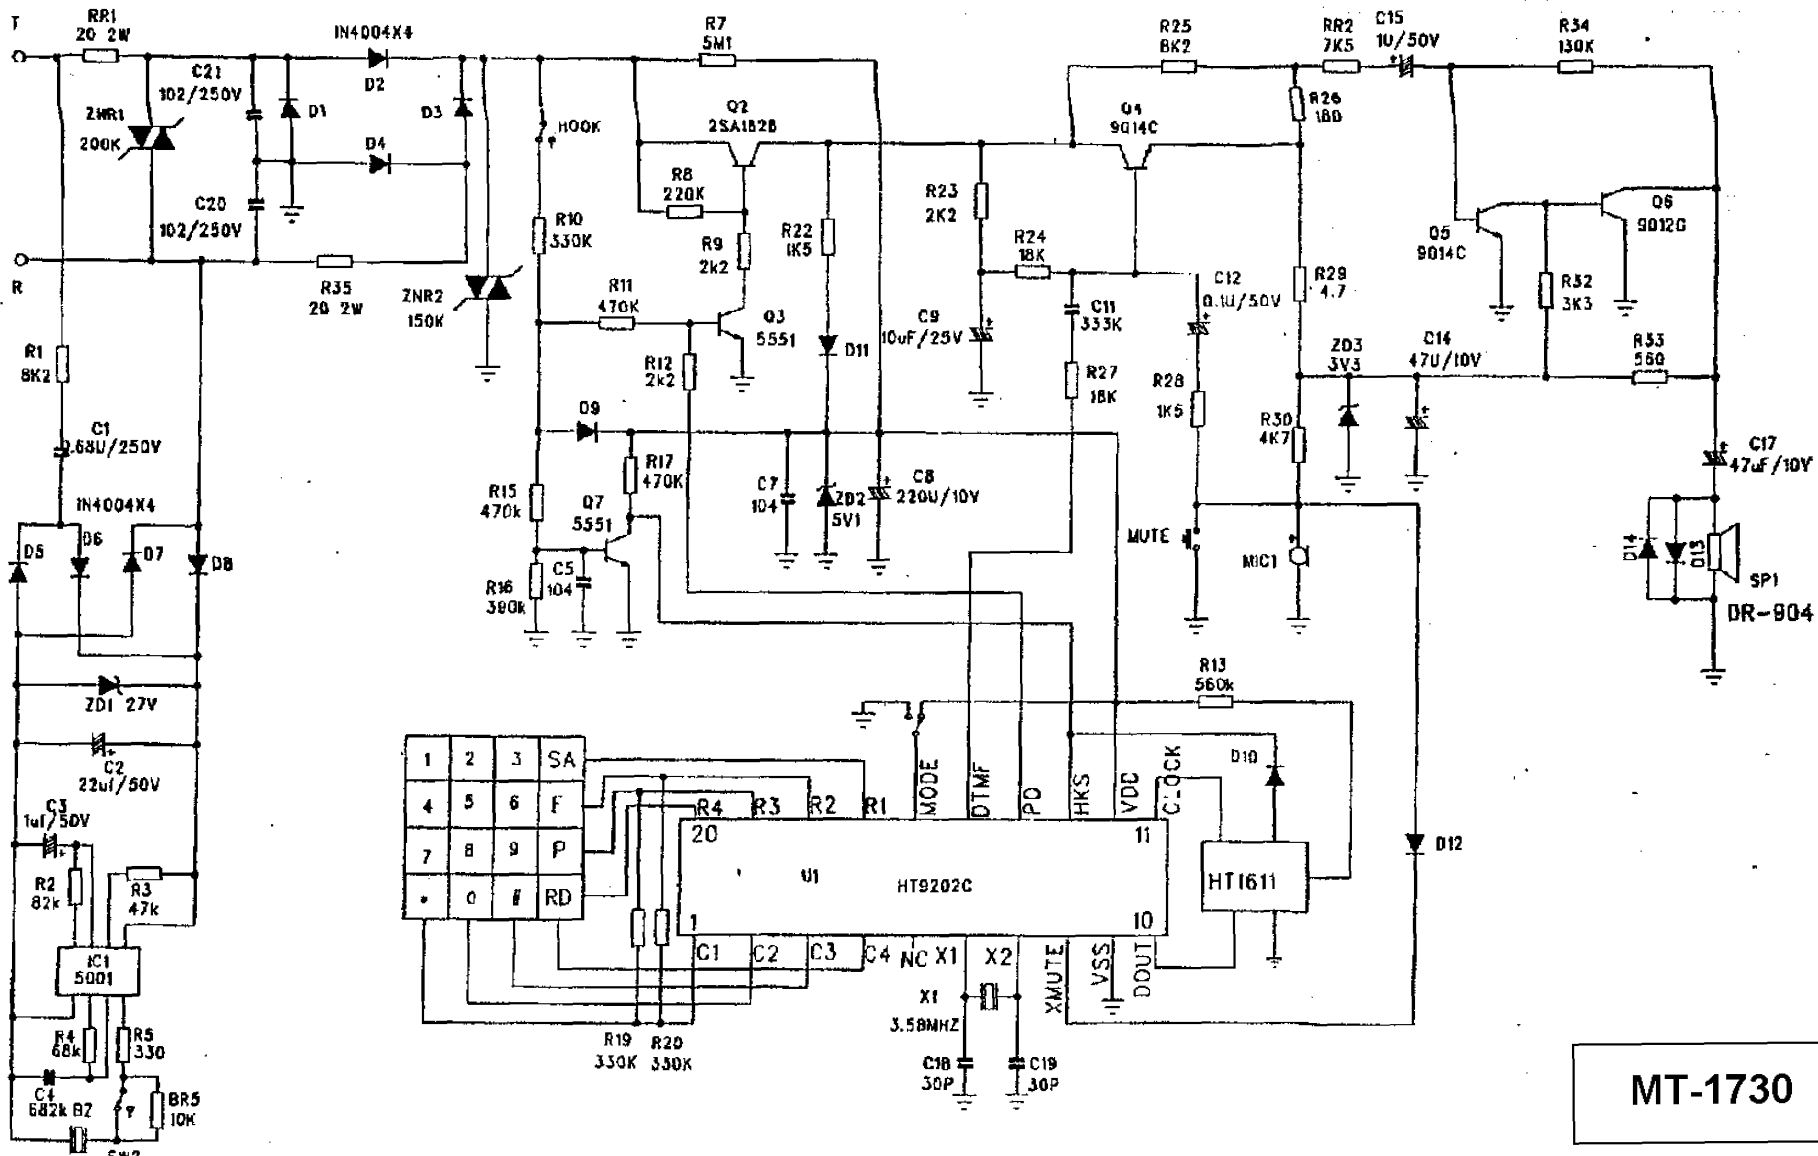 T
RR1
20 2W
C21
102/250V
ZNR1
200K
C20
102/250V
R
IN4004X4
D2
D1
D3
D4
R35
20 2W
ZNR2
150K
HOOK
R10
330K
R7
5M1
Q2
R8
220K
R9
2k2
R11
470K
Q3
5551
R12
2k2
R22
1K5
D11
R23
2K2
R24
18K
C9
10uF/25V
C11
333K
R27
18K
Q4
9014C
R25
8K2
RR2
7K5
C15
1U/50V
R34
130K
R26
180
C12
0.1U/50V
R28
1K5
R29
4.7
ZD3
3V3
C14
47U/10V
R30
4K7
Q5
9014C
Q6
R32
3K3
R33
560
C17
47uF/10V
D14
D13
SP1
DR-904
MUTE
MIC1
R1
8K2
C1
.68U/250V
IN4004X4
D5
D6
D7
D8
ZD1 27V
C2
22uf/50V
C3
1uf/50V
R2
82k
R3
47k
IC1
5001
R4
68k
R5
330
C4
682k
BZ
BR5
10K
SW2
D9
R17
470K
R15
470k
Q7
5551
R16
390k
C5
104
C7
104
ZD2
5V1
C8
220U/10V
R13
560k
D10
D12
1 2 3 SA
4 5 6 F
7 8 9 P
* 0 # RD
R4 R3 R2 R1 MODE DTMF PO HKS VDD CLOCK
20 11
U1
HT9202C
1 10
C1 C2 C3 C4 NC X1 X2 XMUTE VSS DOUT
HT1611
X1
3.58MHZ
R19
330K
R20
330K
C18
30P
C19
30P
MT-1730